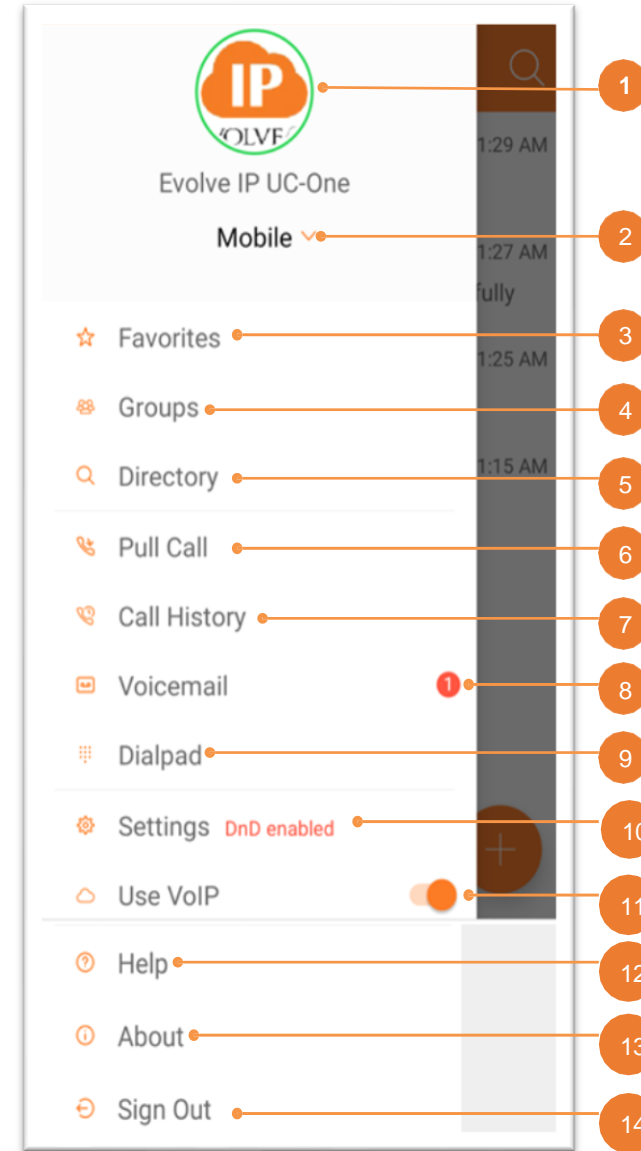 IP
VOLVE
1
Evolve IP UC-One
1:29 AM
Mobile
2
1:27 AM
fully
Favorites
3
1:25 AM
Groups
4
Directory
1:15 AM
5
Pull Call
6
Call History
7
Voicemail
1
8
Dialpad
9
Settings DnD enabled
10
Use VoIP
11
Help
12
About
13
Sign Out
14